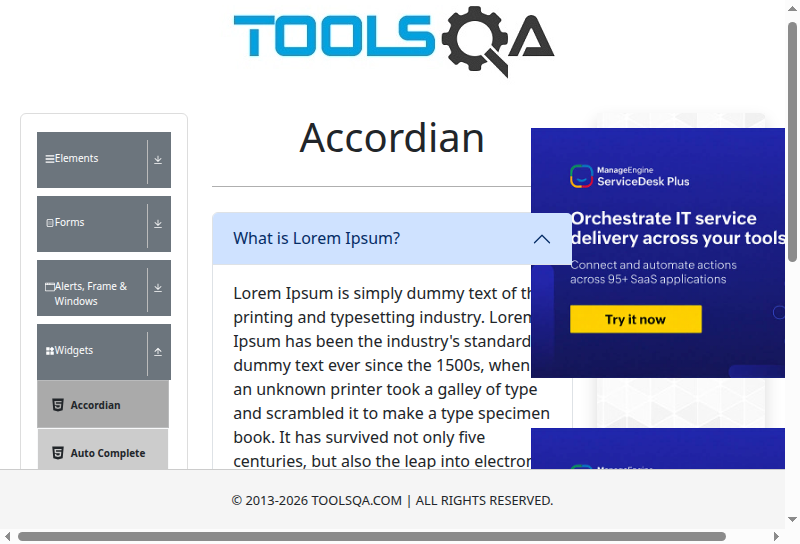 TOOLSQA
Accordian
Elements
Forms
Alerts, Frame &
Windows
Widgets
Accordian
Auto Complete
What is Lorem Ipsum?
Lorem Ipsum is simply dummy text of
printing and typesetting industry. Lorem
Ipsum has been the industry's standard
dummy text ever since the 1500s, when
an unknown printer took a galley of type
and scrambled it to make a type specimen
book. It has survived not only five
centuries, but also the leap into
ManageEngine
ServiceDesk Plus
Orchestrate IT service
delivery across your tools
Connect and automate actions
across 95+ SaaS applications
Try it now
© 2013-2026 TOOLSQA.COM | ALL RIGHTS RESERVED.